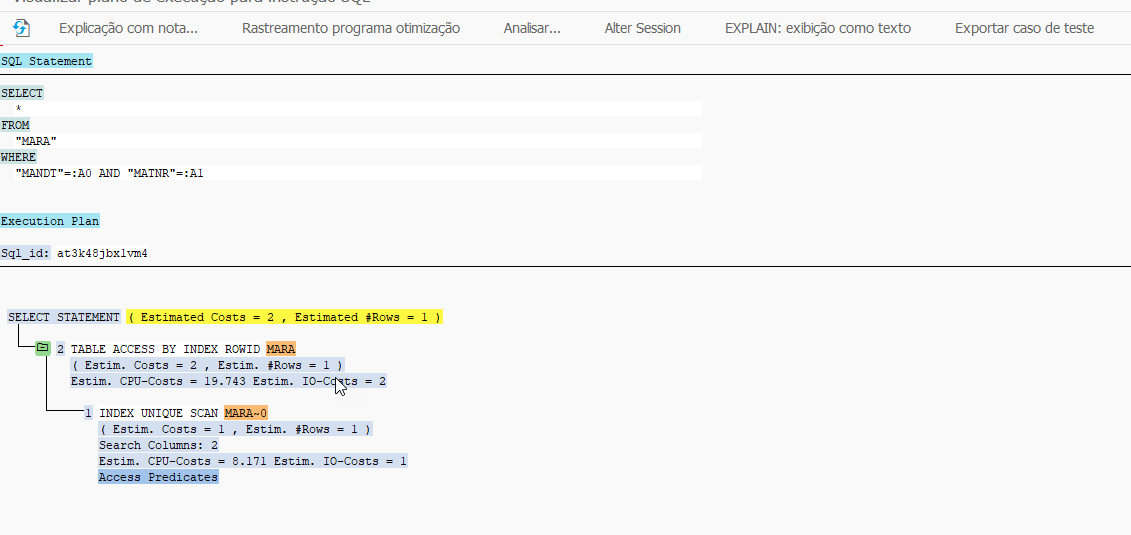 Visualizar plano de execução para instrução SQL
Explicação com nota... Rastreamento programa otimização Analisar... Alter Session EXPLAIN: exibição como texto Exportar caso de teste
SQL Statement
SELECT
*
FROM
"MARA"
WHERE
"MANDT"=:A0 AND "MATNR"=:A1
Execution Plan
Sql_id: at3k48jbxlvm4
SELECT STATEMENT ( Estimated Costs = 2 , Estimated #Rows = 1 )
2 TABLE ACCESS BY INDEX ROWID MARA
( Estim. Costs = 2 , Estim. #Rows = 1 )
Estim. CPU-Costs = 19.743 Estim. IO-Costs = 2
1 INDEX UNIQUE SCAN MARA~0
( Estim. Costs = 1 , Estim. #Rows = 1 )
Search Columns: 2
Estim. CPU-Costs = 8.171 Estim. IO-Costs = 1
Access Predicates